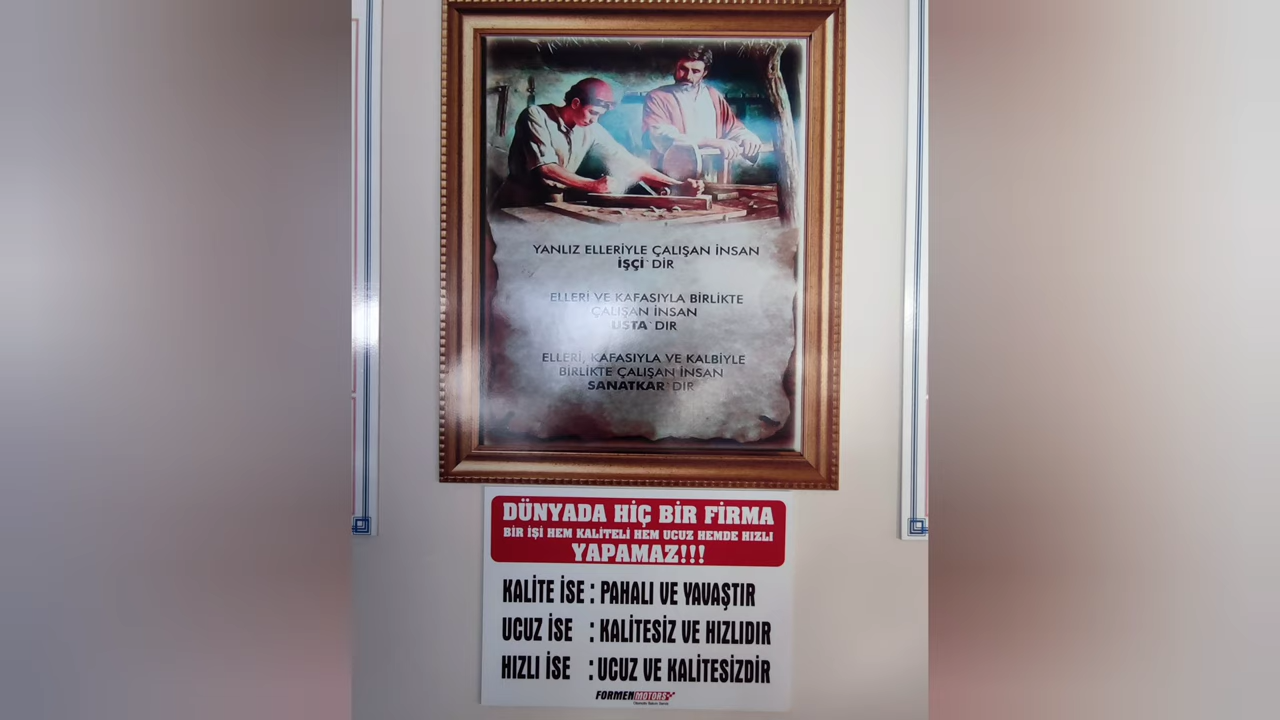 YANLIZ ELLERİYLE ÇALIŞAN İNSAN
İŞÇİ`DİR
ELLERİ VE KAFASIYLA BİRLİKTE
ÇALIŞAN İNSAN
USTA`DIR
ELLERİ, KAFASIYLA VE KALBİYLE
BİRLİKTE ÇALIŞAN İNSAN
SANATKAR`DIR
DÜNYADA HİÇ BİR FİRMA
BİR İŞİ HEM KALİTELİ HEM UCUZ HEMDE HIZLI
YAPAMAZ!!!
KALİTE İSE : PAHALI VE YAVAŞTIR
UCUZ İSE : KALİTESİZ VE HIZLIDIR
HIZLI İSE : UCUZ VE KALİTESİZDİR
FORMEN MOTORS